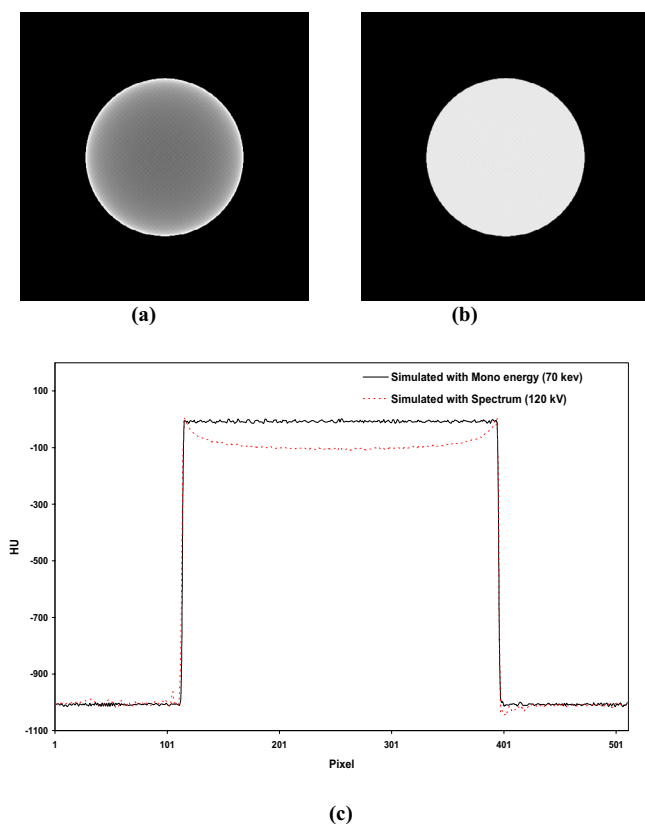 (a)
(b)
Simulated with Mono energy (70 kev)
Simulated with Spectrum (120 kV)
100
-100
-300
-500
-700
-900
-1100
HU
1
101
201
301
401
501
Pixel
(c)